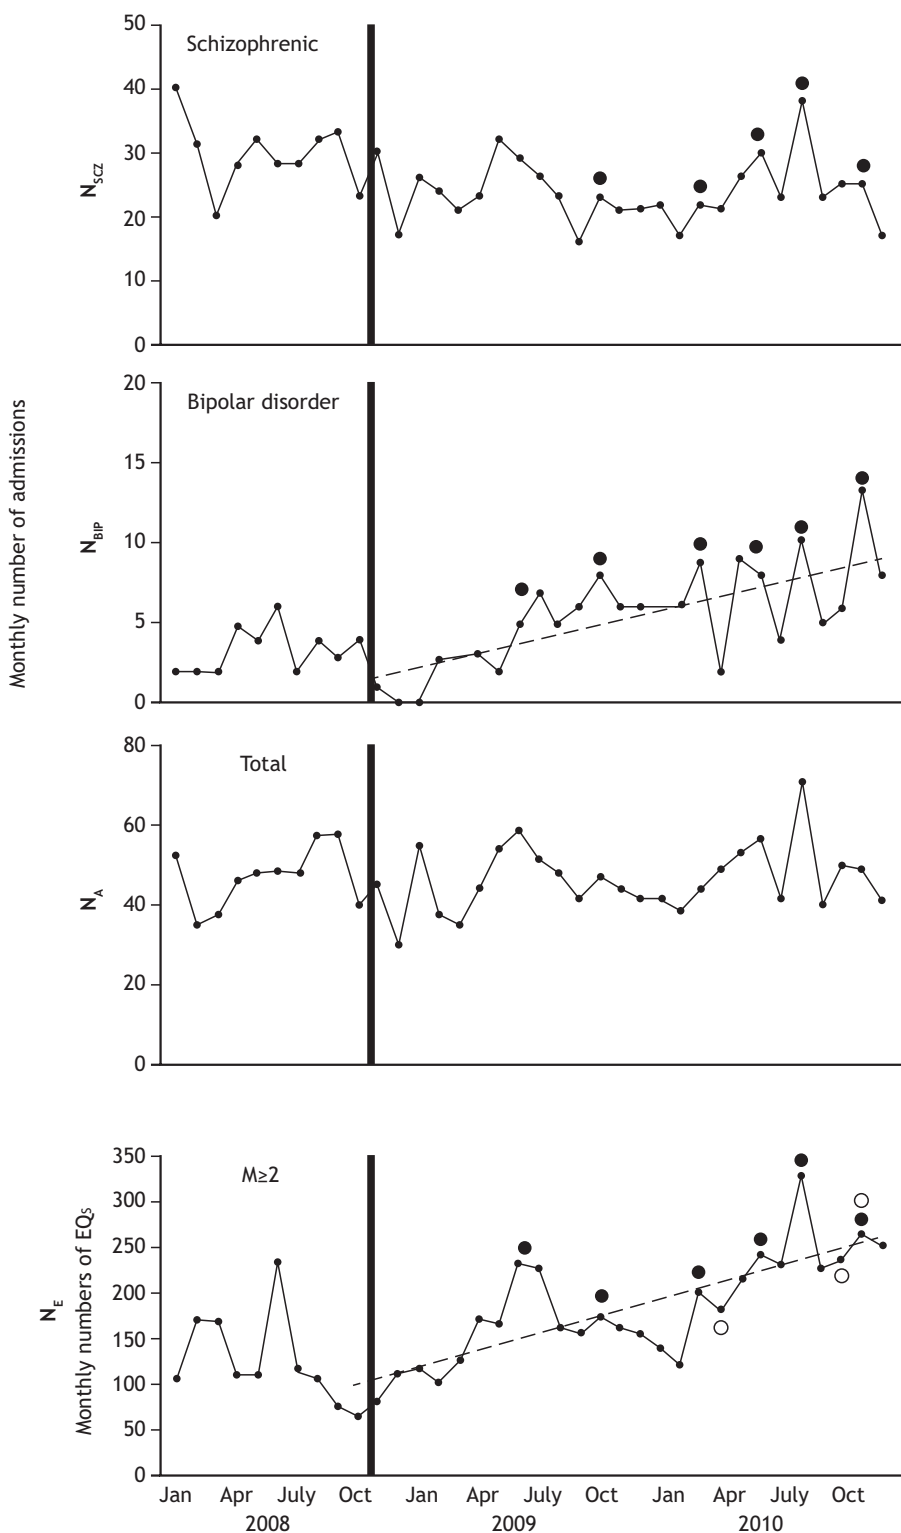 Monthly number of admissions
Schizophrenic
N_SCZ
50
40
30
20
10
0
Bipolar disorder
N_BIP
20
15
10
5
0
Total
N_A
80
60
40
20
0
M≥2
N_E
Monthly numbers of EQs
350
300
250
200
150
100
50
0
Jan Apr July Oct Jan Apr July Oct Jan Apr July Oct
2008 2009 2010